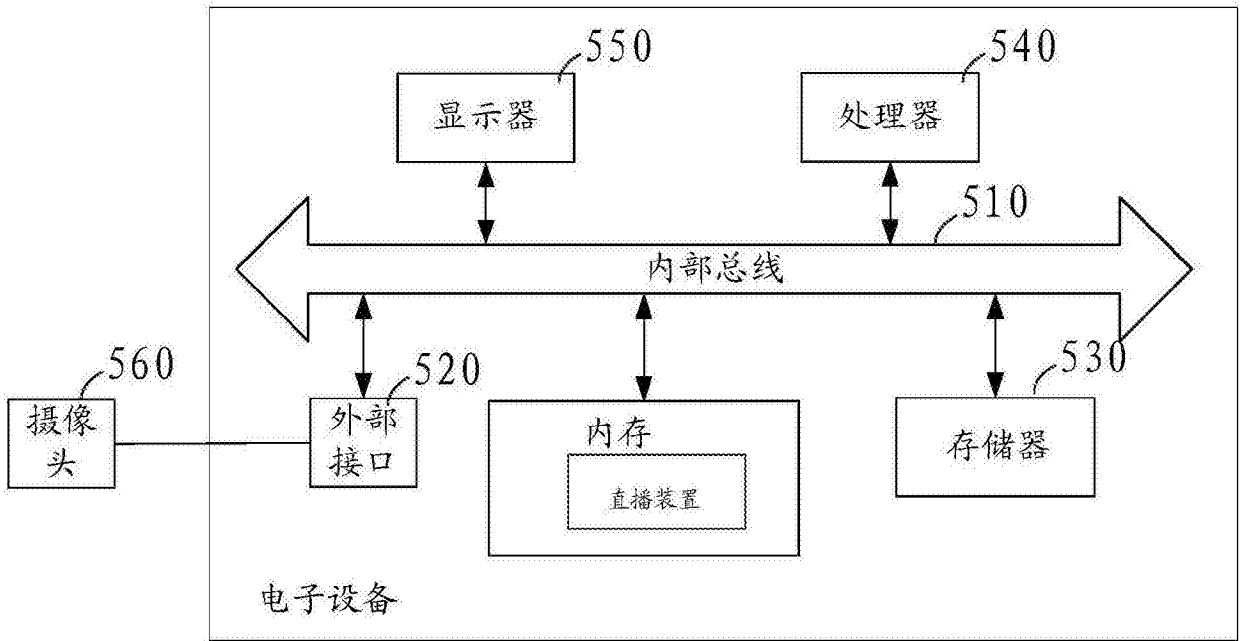 550
540
显示器
处理器
510
内部总线
560
520
530
摄像
头
外部
接口
内存
存储器
直播装置
电子设备